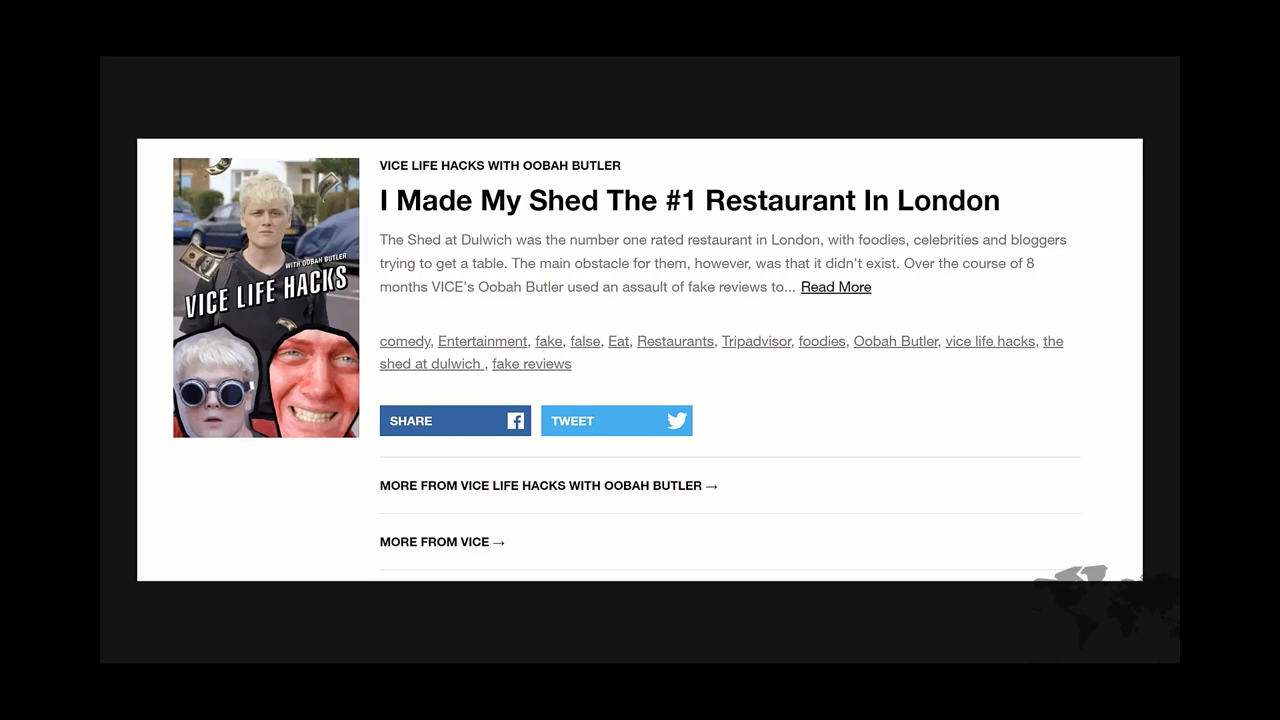 VICE LIFE HACKS WITH OOBAH BUTLER
I Made My Shed The #1 Restaurant In London
The Shed at Dulwich was the number one rated restaurant in London, with foodies, celebrities and bloggers
trying to get a table. The main obstacle for them, however, was that it didn't exist. Over the course of 8
months VICE's Oobah Butler used an assault of fake reviews to... Read More
WITH OOBAH BUTLER
VICE LIFE HACKS
comedy, Entertainment, fake, false, Eat, Restaurants, Tripadvisor, foodies, Oobah Butler, vice life hacks, the
shed at dulwich , fake reviews
SHARE
TWEET
MORE FROM VICE LIFE HACKS WITH OOBAH BUTLER →
MORE FROM VICE →